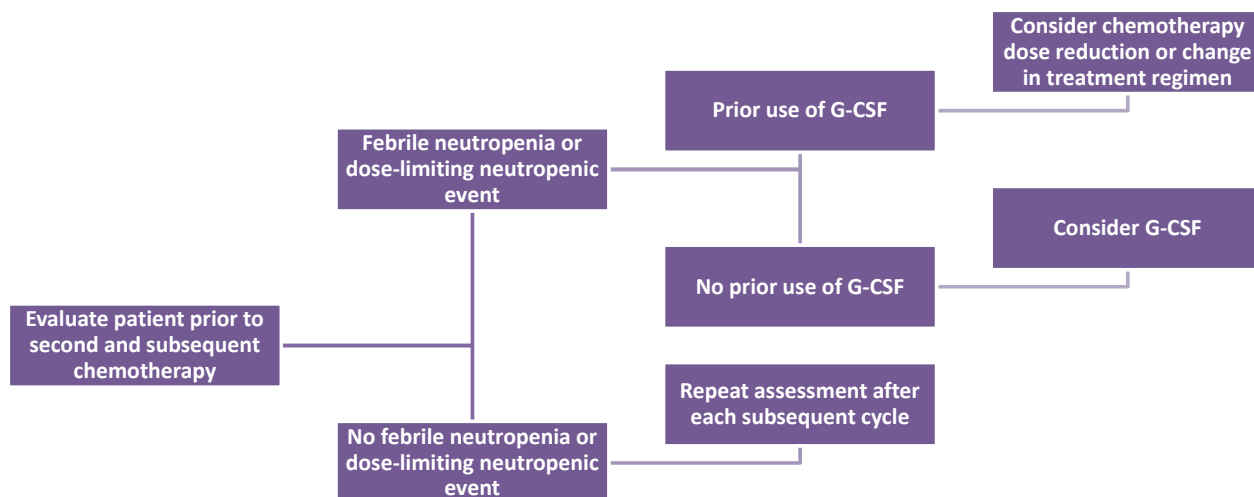 Consider chemotherapy
dose reduction or change
in treatment regimen
Prior use of G-CSF
Febrile neutropenia or
dose-limiting neutropenic
event
Consider G-CSF
No prior use of G-CSF
Evaluate patient prior to
second and subsequent
chemotherapy
Repeat assessment after
each subsequent cycle
No febrile neutropenia or
dose-limiting neutropenic
event